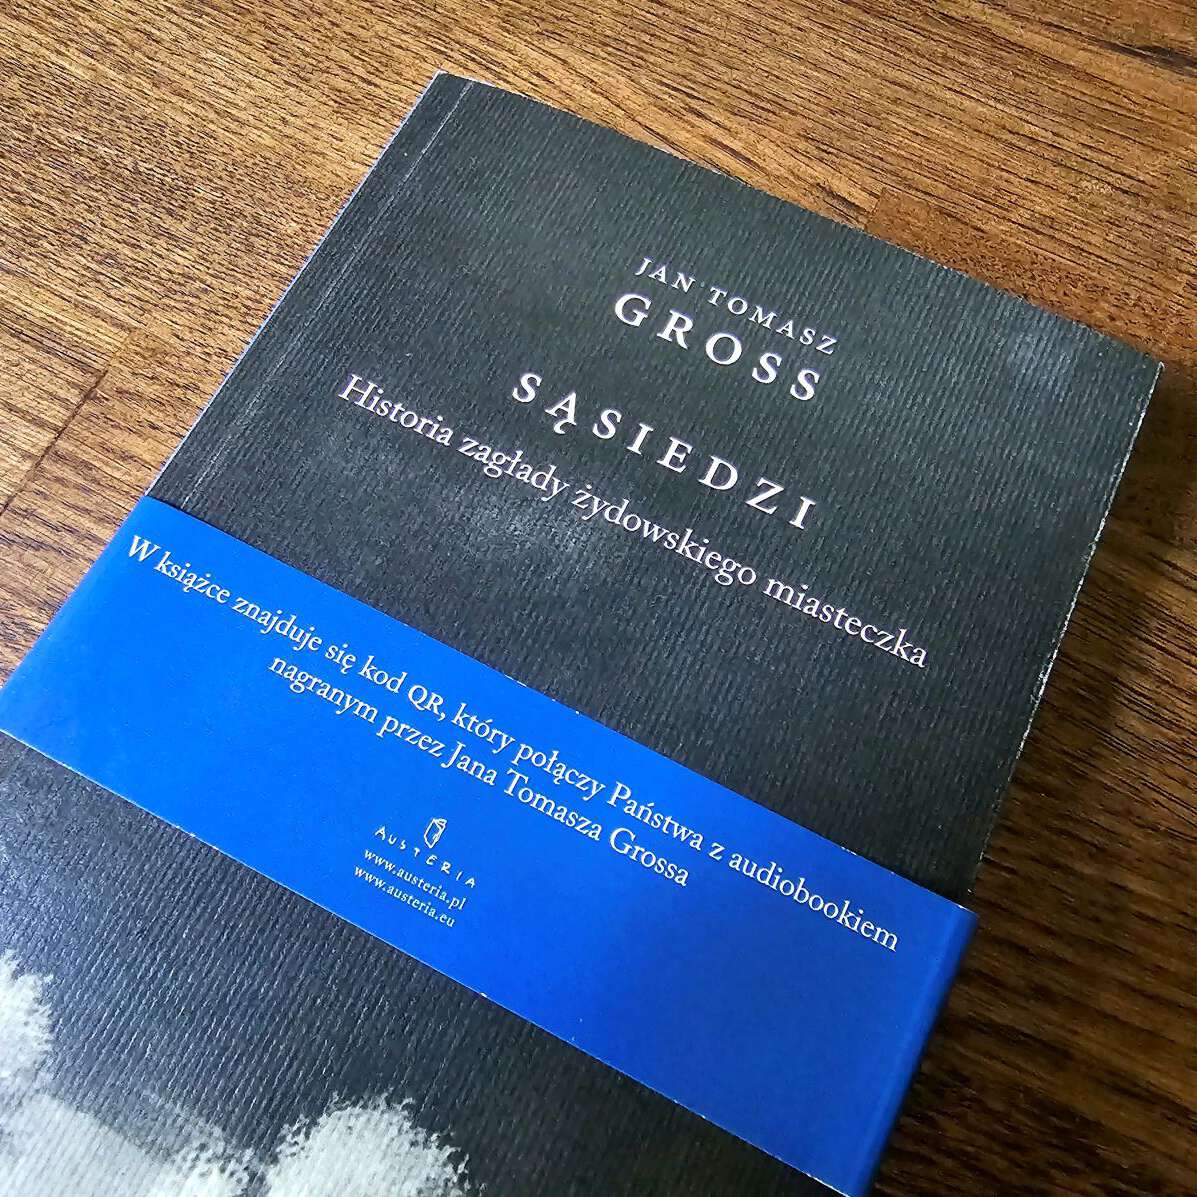 JAN TOMASZ
GROSS
SĄSIEDZI
Historia zagłady żydowskiego miasteczka
W książce znajduje się kod QR, który połączy Państwa z audiobookiem
nagranym przez Jana Tomasza Grossa
AUSTERIA
www.austeria.pl
www.austeria.eu